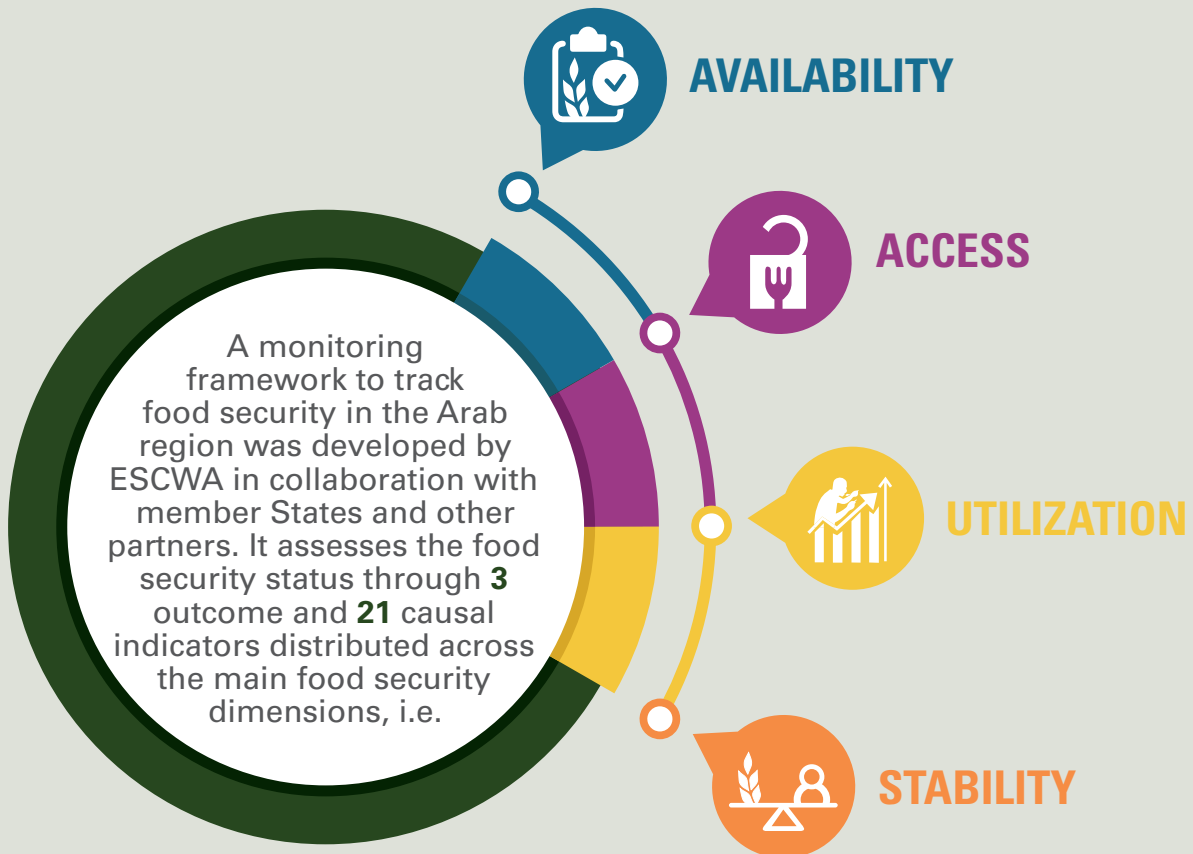 AVAILABILITY
ACCESS
A monitoring
framework to track
food security in the Arab
region was developed by
ESCWA in collaboration with
member States and other
partners. It assesses the food
security status through 3
outcome and 21 causal
indicators distributed across
the main food security
dimensions, i.e.
UTILIZATION
STABILITY